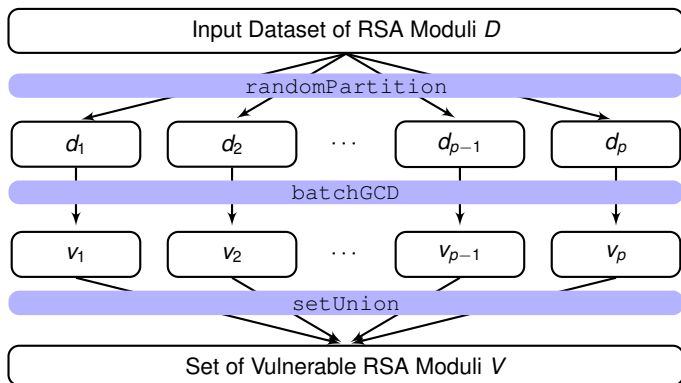 Input Dataset of RSA Moduli D
randomPartition
d₁ d₂ ··· dₚ₋₁ dₚ
batchGCD
v₁ v₂ ··· vₚ₋₁ vₚ
setUnion
Set of Vulnerable RSA Moduli V